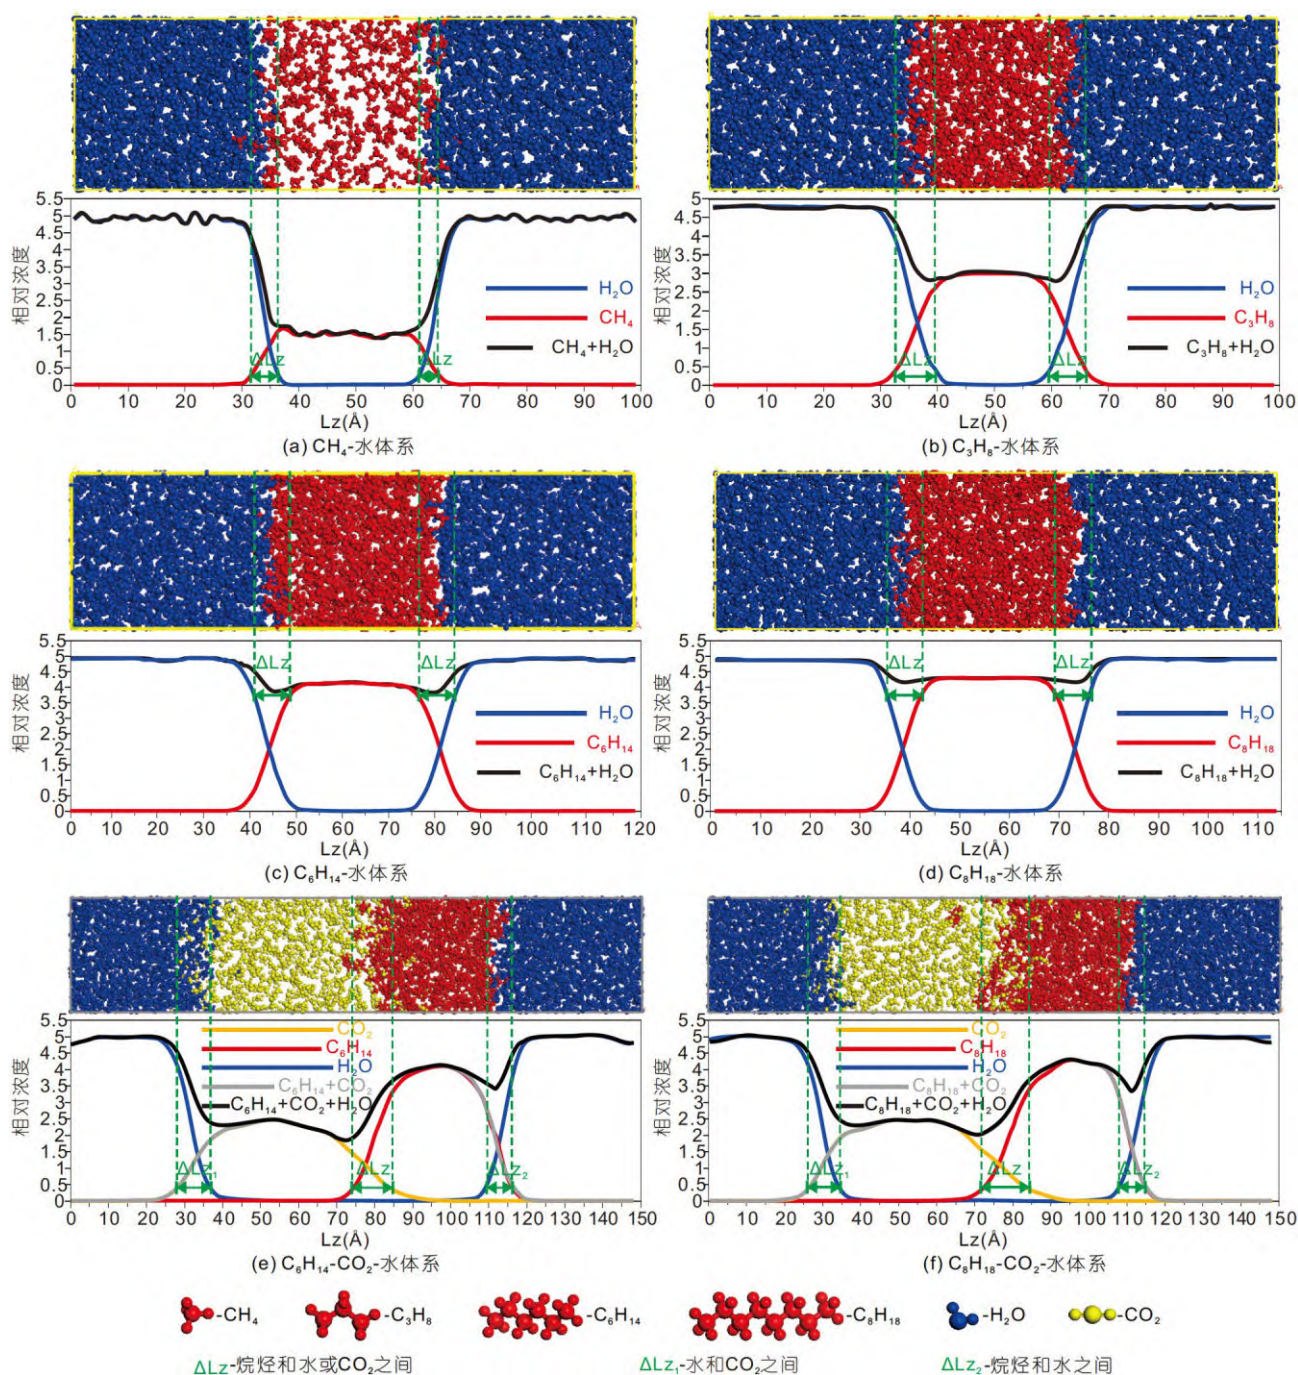 5.5
5
4.5
4
3.5
3
2.5
2
1.5
1
0.5
0
相对浓度
H₂O
CH₄
CH₄+H₂O
ΔLz
ΔLz
0 10 20 30 40 50 60 70 80 90 100
Lz(Å)
(a) CH₄-水体系
5
4.5
4
3.5
3
2.5
2
1.5
1
0.5
0
相对浓度
H₂O
C₃H₈
C₃H₈+H₂O
ΔLz
ΔLz
0 10 20 30 40 50 60 70 80 90 100
Lz(Å)
(b) C₃H₈-水体系
5.5
5
4.5
4
3.5
3
2.5
2
1.5
1
0.5
0
相对浓度
ΔLz
ΔLz
H₂O
C₆H₁₄
C₆H₁₄+H₂O
0 10 20 30 40 50 60 70 80 90 100 110 120
Lz(Å)
(c) C₆H₁₄-水体系
5.5
5
4.5
4
3.5
3
2.5
2
1.5
1
0.5
0
相对浓度
ΔLz
ΔLz
H₂O
C₈H₁₈
C₈H₁₈+H₂O
0 10 20 30 40 50 60 70 80 90 100 110
Lz(Å)
(d) C₈H₁₈-水体系
5.5
5
4.5
4
3.5
3
2.5
2
1.5
1
0.5
0
相对浓度
CO₂
C₆H₁₄
H₂O
C₆H₁₄+CO₂
C₆H₁₄+CO₂+H₂O
ΔLz₁
ΔLz
ΔLz₂
0 10 20 30 40 50 60 70 80 90 100 110 120 130 140 150
Lz(Å)
(e) C₆H₁₄-CO₂-水体系
5.5
5
4.5
4
3.5
3
2.5
2
1.5
1
0.5
0
相对浓度
CO₂
C₈H₁₈
H₂O
C₈H₁₈+CO₂
C₈H₁₈+CO₂+H₂O
ΔLz₁
ΔLz
ΔLz₂
0 10 20 30 40 50 60 70 80 90 100 110 120 130 140 150
Lz(Å)
(f) C₈H₁₈-CO₂-水体系
-CH₄ -C₃H₈ -C₆H₁₄ -C₈H₁₈ -H₂O -CO₂
ΔLz-烷烃和水或CO₂之间 ΔLz₁-水和CO₂之间 ΔLz₂-烷烃和水之间